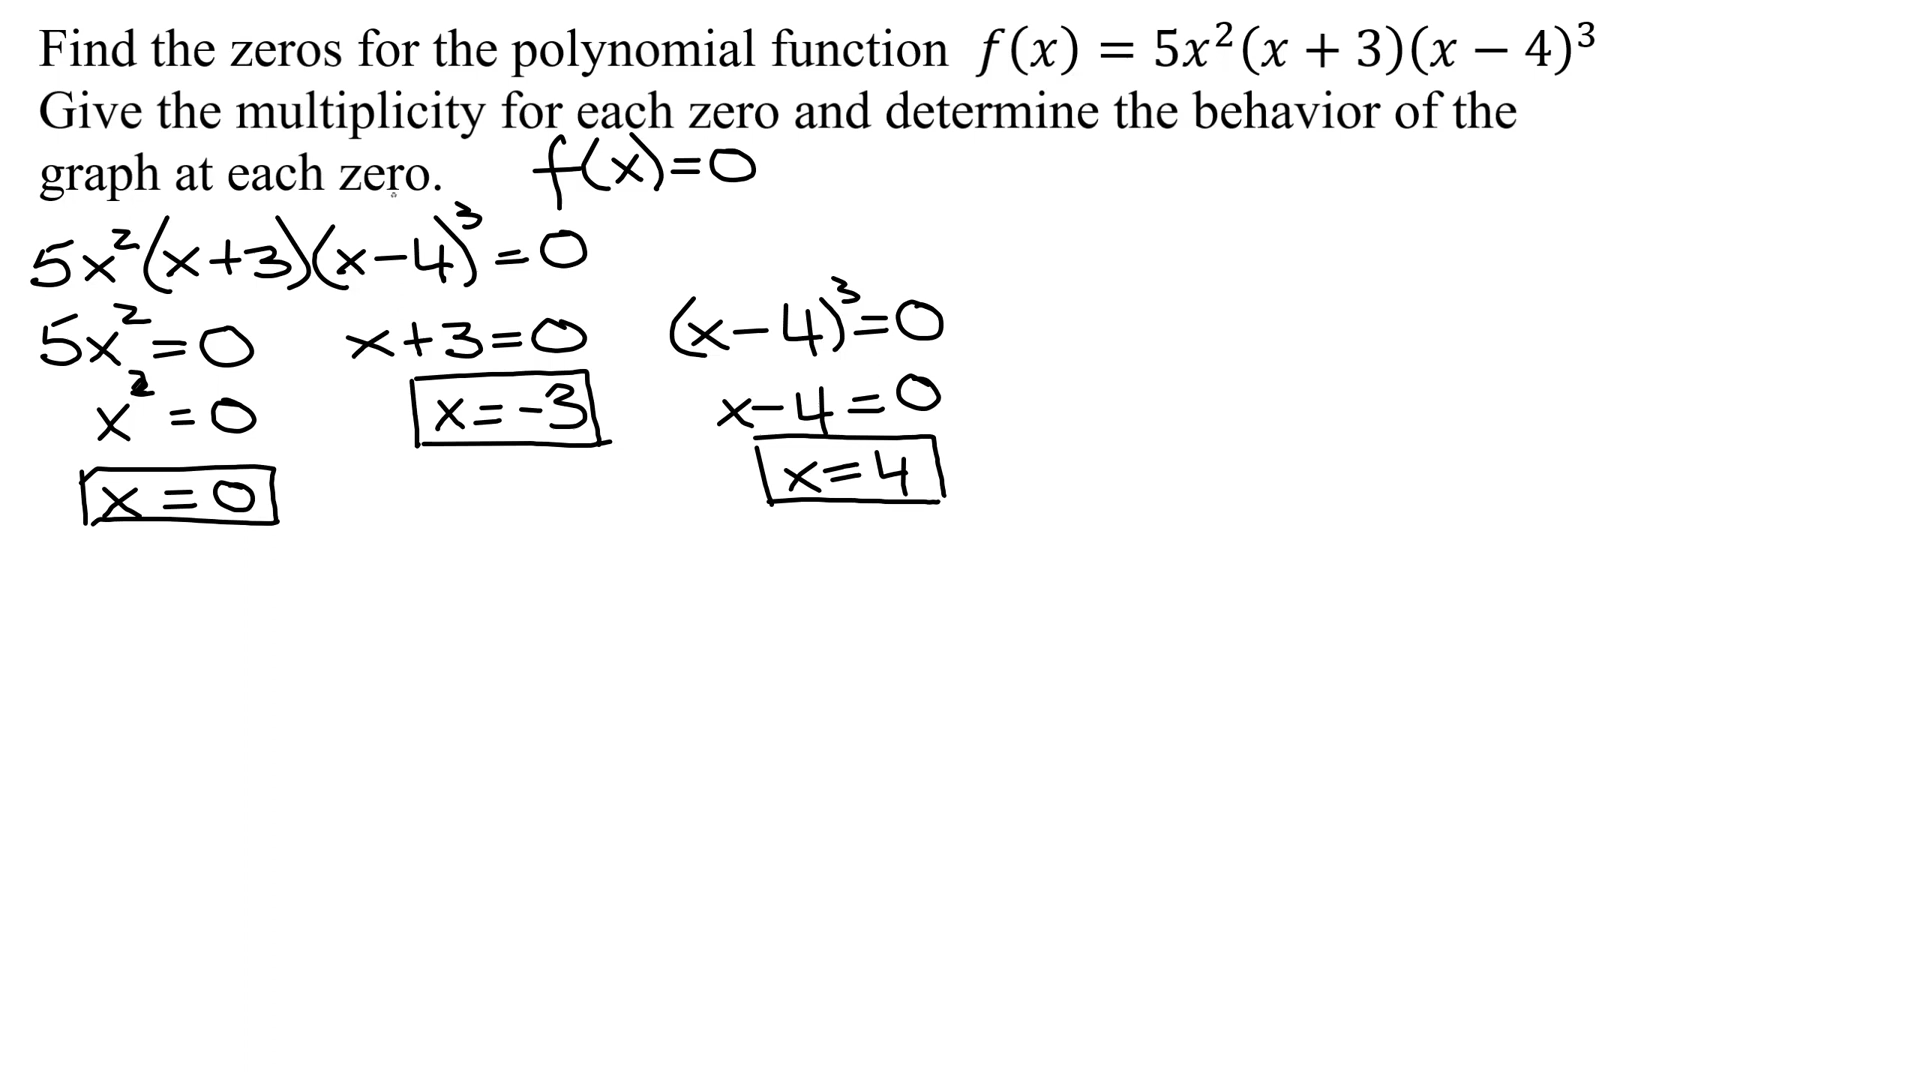 Find the zeros for the polynomial function f(x) = 5x²(x + 3)(x − 4)³
Give the multiplicity for each zero and determine the behavior of the
graph at each zero. f(x)=0
5x²(x+3)(x-4)³=0
5x²=0 x+3=0 (x-4)³=0
x²=0 x=-3 x-4=0
x=0 x=4